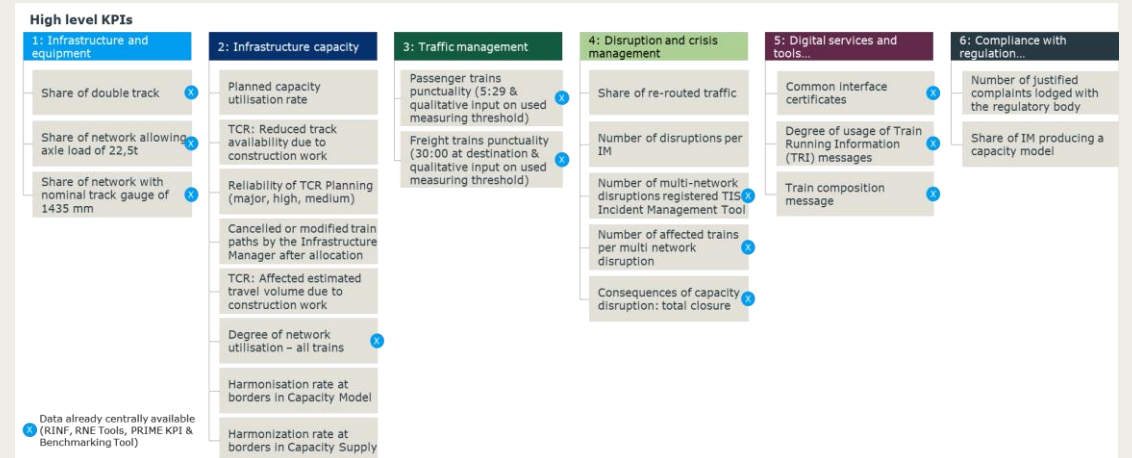 High level KPIs
1: Infrastructure and
equipment
Share of double track
X
Share of network allowing
axle load of 22,5t
X
Share of network with
nominal track gauge of
1435 mm
X
2: Infrastructure capacity
Planned capacity
utilisation rate
TCR: Reduced track
availability due to
construction work
Reliability of TCR Planning
(major, high, medium)
Cancelled or modified train
paths by the Infrastructure
Manager after allocation
TCR: Affected estimated
travel volume due to
construction work
Degree of network
utilisation – all trains
X
Harmonisation rate at
borders in Capacity Model
Harmonization rate at
borders in Capacity Supply
3: Traffic management
Passenger trains
punctuality (5:29 &
qualitative input on used
measuring threshold)
X
Freight trains punctuality
(30:00 at destination &
qualitative input on used
measuring threshold)
X
4: Disruption and crisis
management
Share of re-routed traffic
Number of disruptions per
IM
Number of multi-network
disruptions registered TIS
Incident Management Tool
X
Number of affected trains
per multi network
disruption
X
Consequences of capacity
disruption: total closure
X
5: Digital services and
tools...
Common interface
certificates
X
Degree of usage of Train
Running Information
(TRI) messages
X
Train composition
message
X
6: Compliance with
regulation...
Number of justified
complaints lodged with
the regulatory body
Share of IM producing a
capacity model
X
Data already centrally available
(RINF, RNE Tools, PRIME KPI &
Benchmarking Tool)